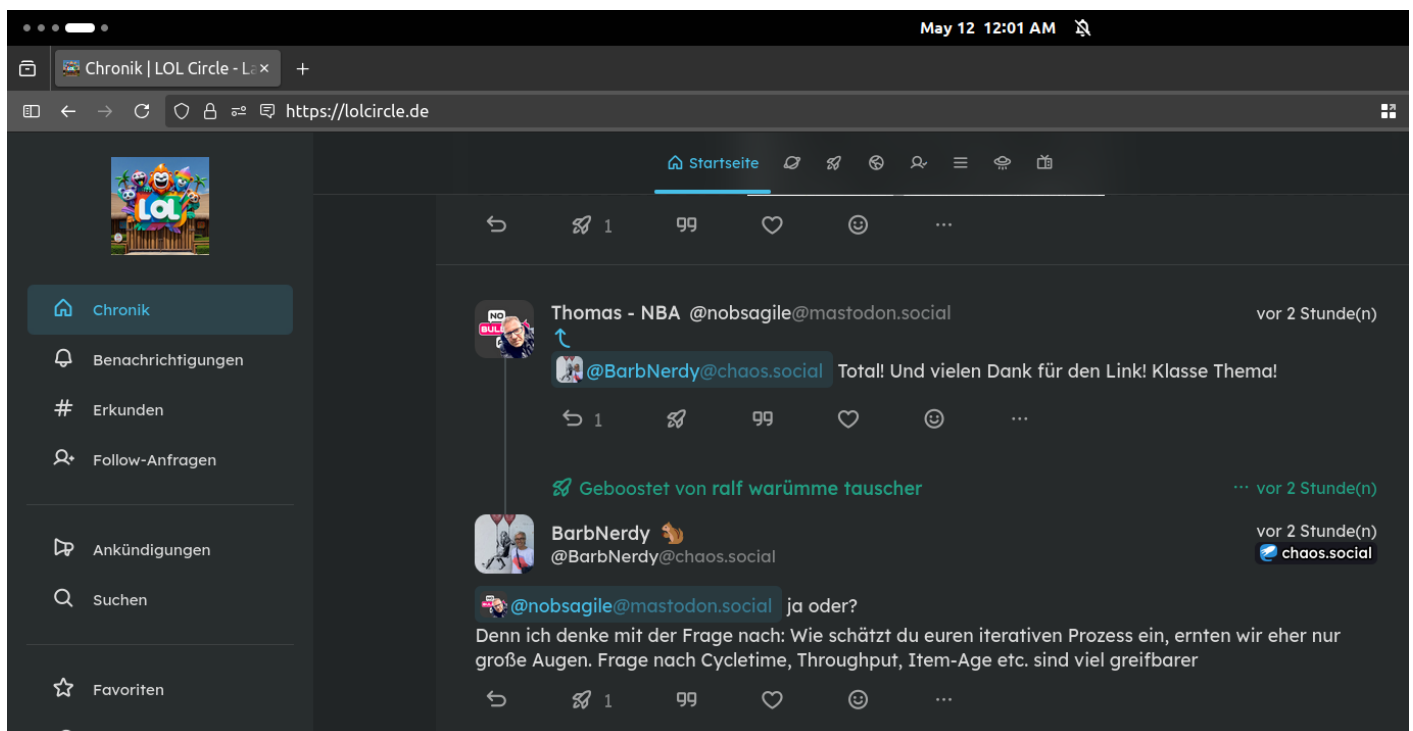 May 12 12:01 AM
Chronik | LOL Circle - La
https://lolcircle.de
LOL
Startseite
1
Chronik
Benachrichtigungen
#
Erkunden
Follow-Anfragen
Ankündigungen
Suchen
Favoriten
Thomas - NBA @nobsagile@mastodon.social vor 2 Stunde(n)
NO
@BarbNerdy@chaos.social Total! Und vielen Dank für den Link! Klasse Thema!
1
Geboostet von ralf warümme tauscher ··· vor 2 Stunde(n)
BarbNerdy 🐿️ vor 2 Stunde(n)
@BarbNerdy@chaos.social chaos.social
@nobsagile@mastodon.social ja oder?
Denn ich denke mit der Frage nach: Wie schätzt du euren iterativen Prozess ein, ernten wir eher nur
große Augen. Frage nach Cycletime, Throughput, Item-Age etc. sind viel greifbarer
1